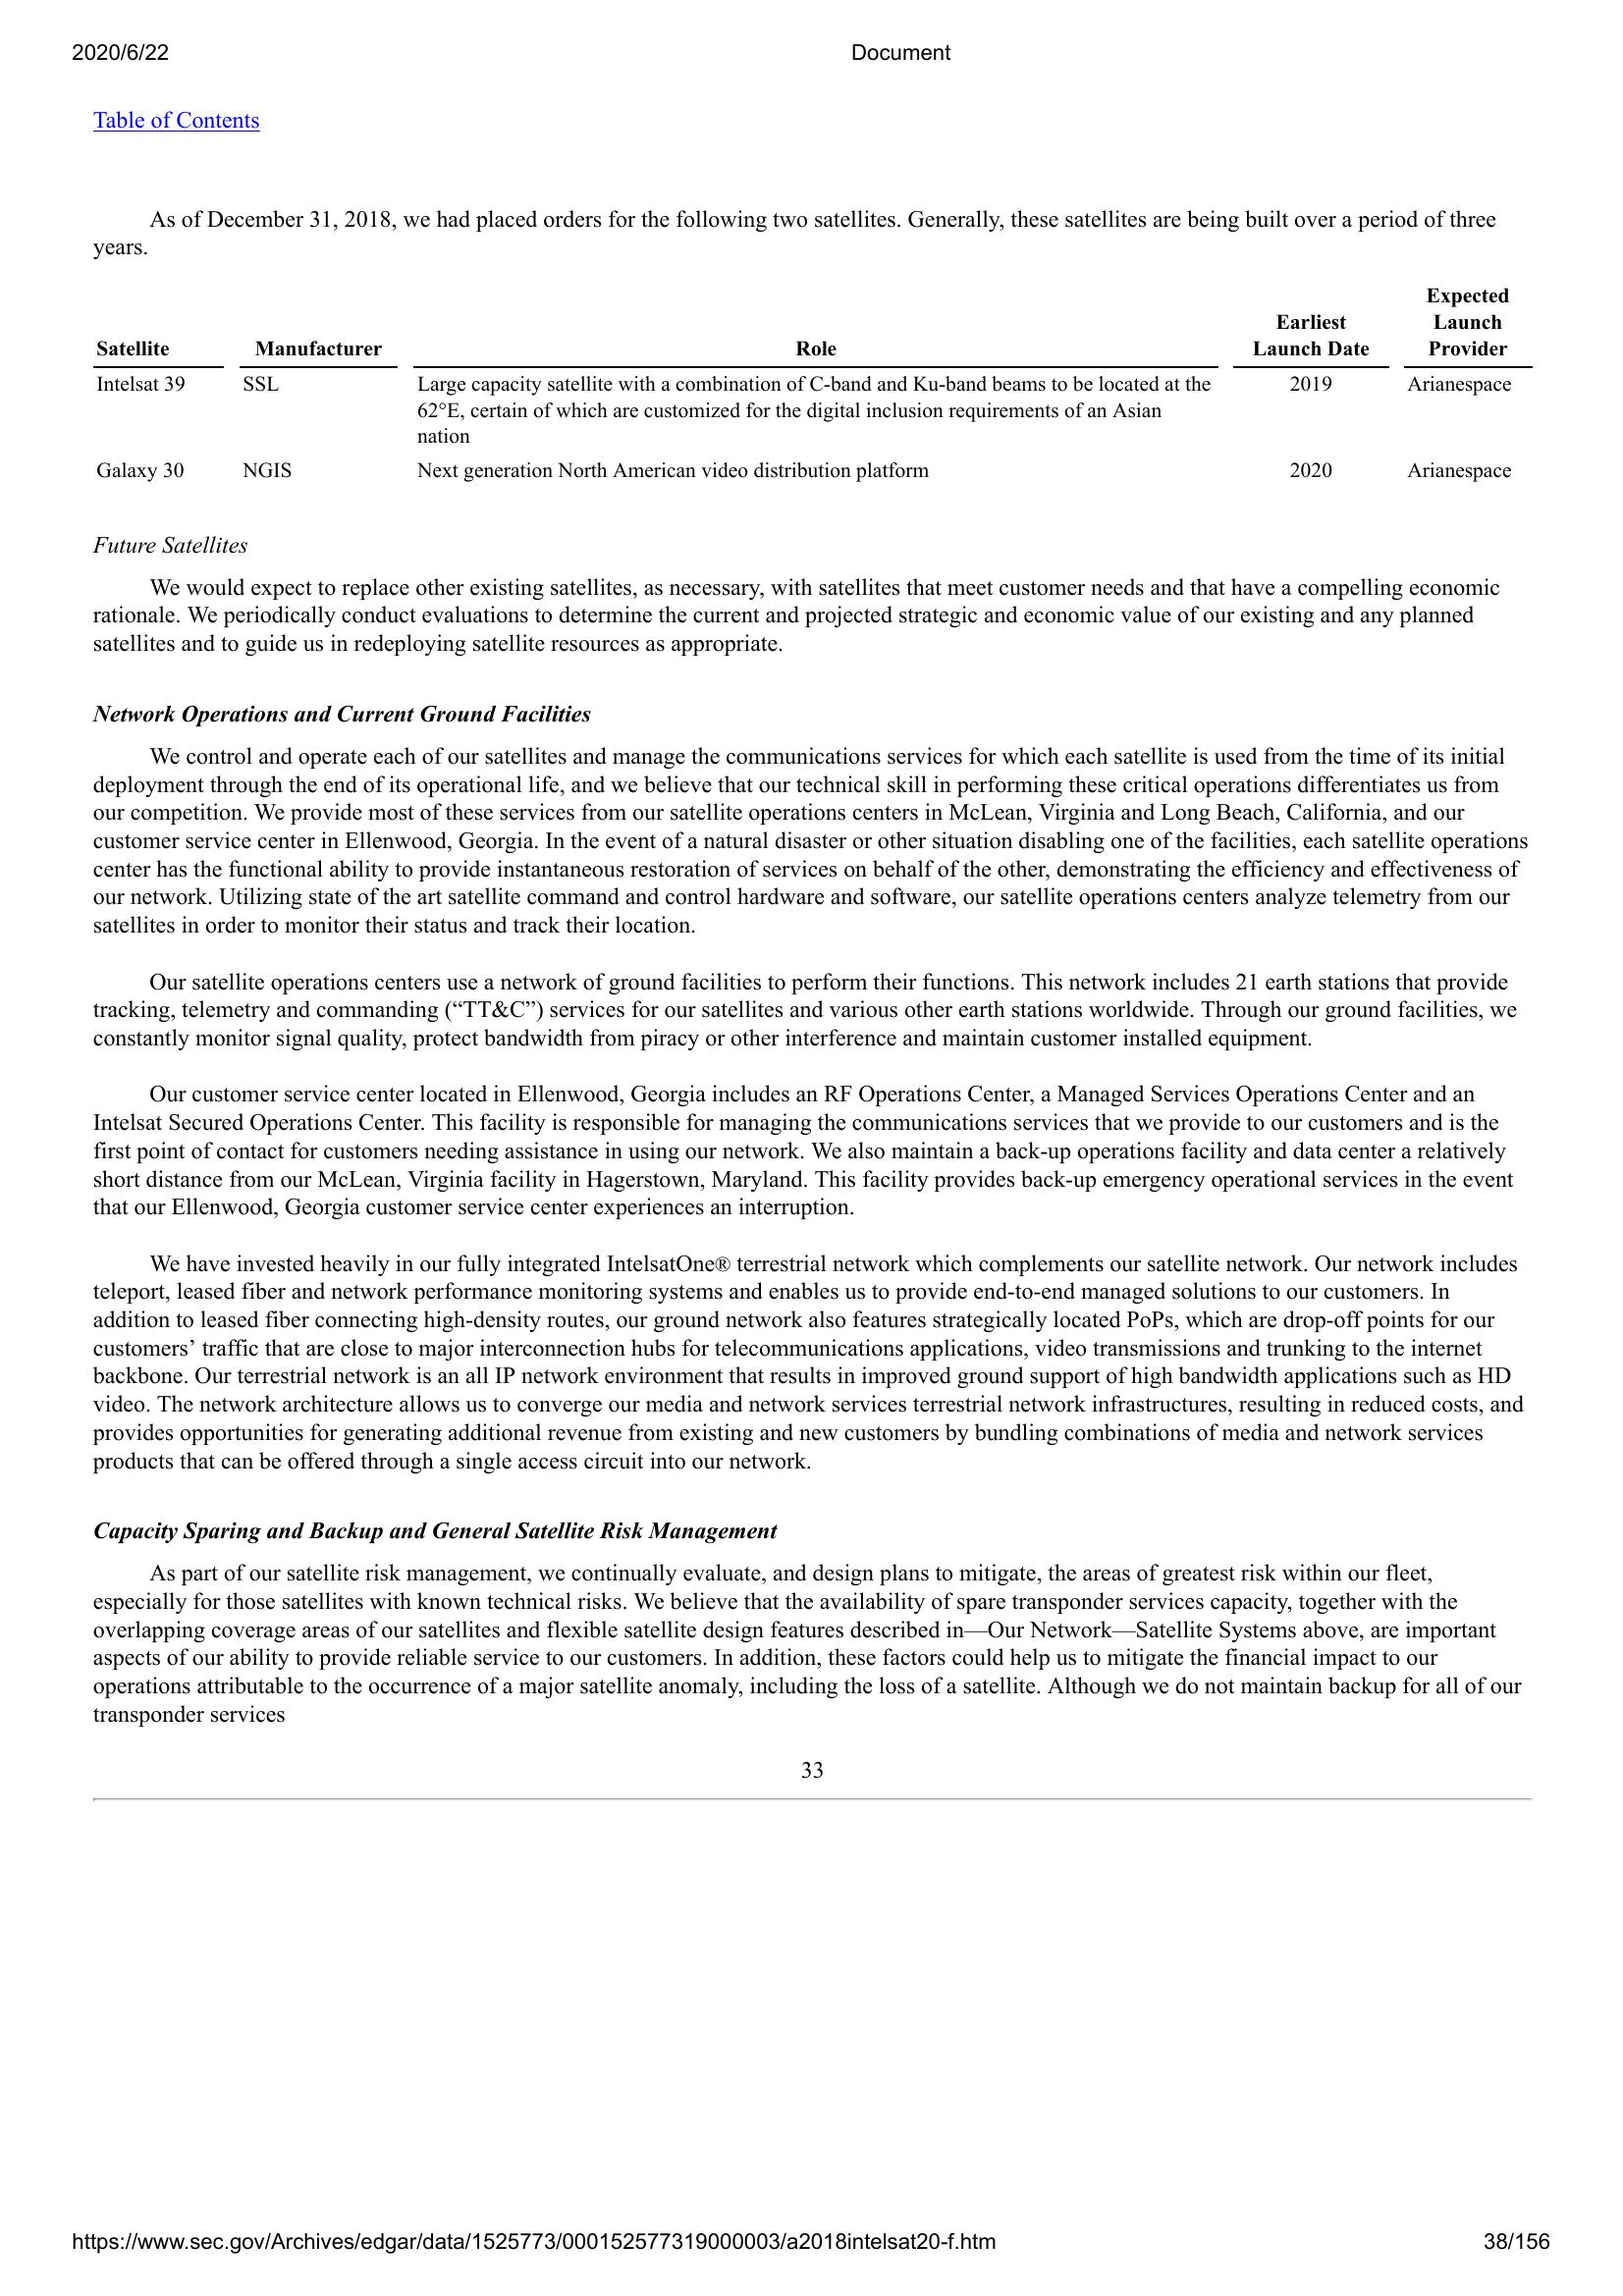 2020/6/22 Document
Table of Contents
As of December 31, 2018, we had placed orders for the following two satellites. Generally, these satellites are being built over a period of three
years.
Satellite Manufacturer Role Earliest Launch Date Expected Launch Provider
Intelsat 39 SSL Large capacity satellite with a combination of C-band and Ku-band beams to be located at the 2019 Arianespace
62°E, certain of which are customized for the digital inclusion requirements of an Asian
nation
Galaxy 30 NGIS Next generation North American video distribution platform 2020 Arianespace
Future Satellites
We would expect to replace other existing satellites, as necessary, with satellites that meet customer needs and that have a compelling economic
rationale. We periodically conduct evaluations to determine the current and projected strategic and economic value of our existing and any planned
satellites and to guide us in redeploying satellite resources as appropriate.
Network Operations and Current Ground Facilities
We control and operate each of our satellites and manage the communications services for which each satellite is used from the time of its initial
deployment through the end of its operational life, and we believe that our technical skill in performing these critical operations differentiates us from
our competition. We provide most of these services from our satellite operations centers in McLean, Virginia and Long Beach, California, and our
customer service center in Ellenwood, Georgia. In the event of a natural disaster or other situation disabling one of the facilities, each satellite operations
center has the functional ability to provide instantaneous restoration of services on behalf of the other, demonstrating the efficiency and effectiveness of
our network. Utilizing state of the art satellite command and control hardware and software, our satellite operations centers analyze telemetry from our
satellites in order to monitor their status and track their location.
Our satellite operations centers use a network of ground facilities to perform their functions. This network includes 21 earth stations that provide
tracking, telemetry and commanding (“TT&C”) services for our satellites and various other earth stations worldwide. Through our ground facilities, we
constantly monitor signal quality, protect bandwidth from piracy or other interference and maintain customer installed equipment.
Our customer service center located in Ellenwood, Georgia includes an RF Operations Center, a Managed Services Operations Center and an
Intelsat Secured Operations Center. This facility is responsible for managing the communications services that we provide to our customers and is the
first point of contact for customers needing assistance in using our network. We also maintain a back-up operations facility and data center a relatively
short distance from our McLean, Virginia facility in Hagerstown, Maryland. This facility provides back-up emergency operational services in the event
that our Ellenwood, Georgia customer service center experiences an interruption.
We have invested heavily in our fully integrated IntelsatOne® terrestrial network which complements our satellite network. Our network includes
teleport, leased fiber and network performance monitoring systems and enables us to provide end-to-end managed solutions to our customers. In
addition to leased fiber connecting high-density routes, our ground network also features strategically located PoPs, which are drop-off points for our
customers’ traffic that are close to major interconnection hubs for telecommunications applications, video transmissions and trunking to the internet
backbone. Our terrestrial network is an all IP network environment that results in improved ground support of high bandwidth applications such as HD
video. The network architecture allows us to converge our media and network services terrestrial network infrastructures, resulting in reduced costs, and
provides opportunities for generating additional revenue from existing and new customers by bundling combinations of media and network services
products that can be offered through a single access circuit into our network.
Capacity Sparing and Backup and General Satellite Risk Management
As part of our satellite risk management, we continually evaluate, and design plans to mitigate, the areas of greatest risk within our fleet,
especially for those satellites with known technical risks. We believe that the availability of spare transponder services capacity, together with the
overlapping coverage areas of our satellites and flexible satellite design features described in—Our Network—Satellite Systems above, are important
aspects of our ability to provide reliable service to our customers. In addition, these factors could help us to mitigate the financial impact to our
operations attributable to the occurrence of a major satellite anomaly, including the loss of a satellite. Although we do not maintain backup for all of our
transponder services
33
https://www.sec.gov/Archives/edgar/data/1525773/000152577319000003/a2018intelsat20-f.htm 38/156